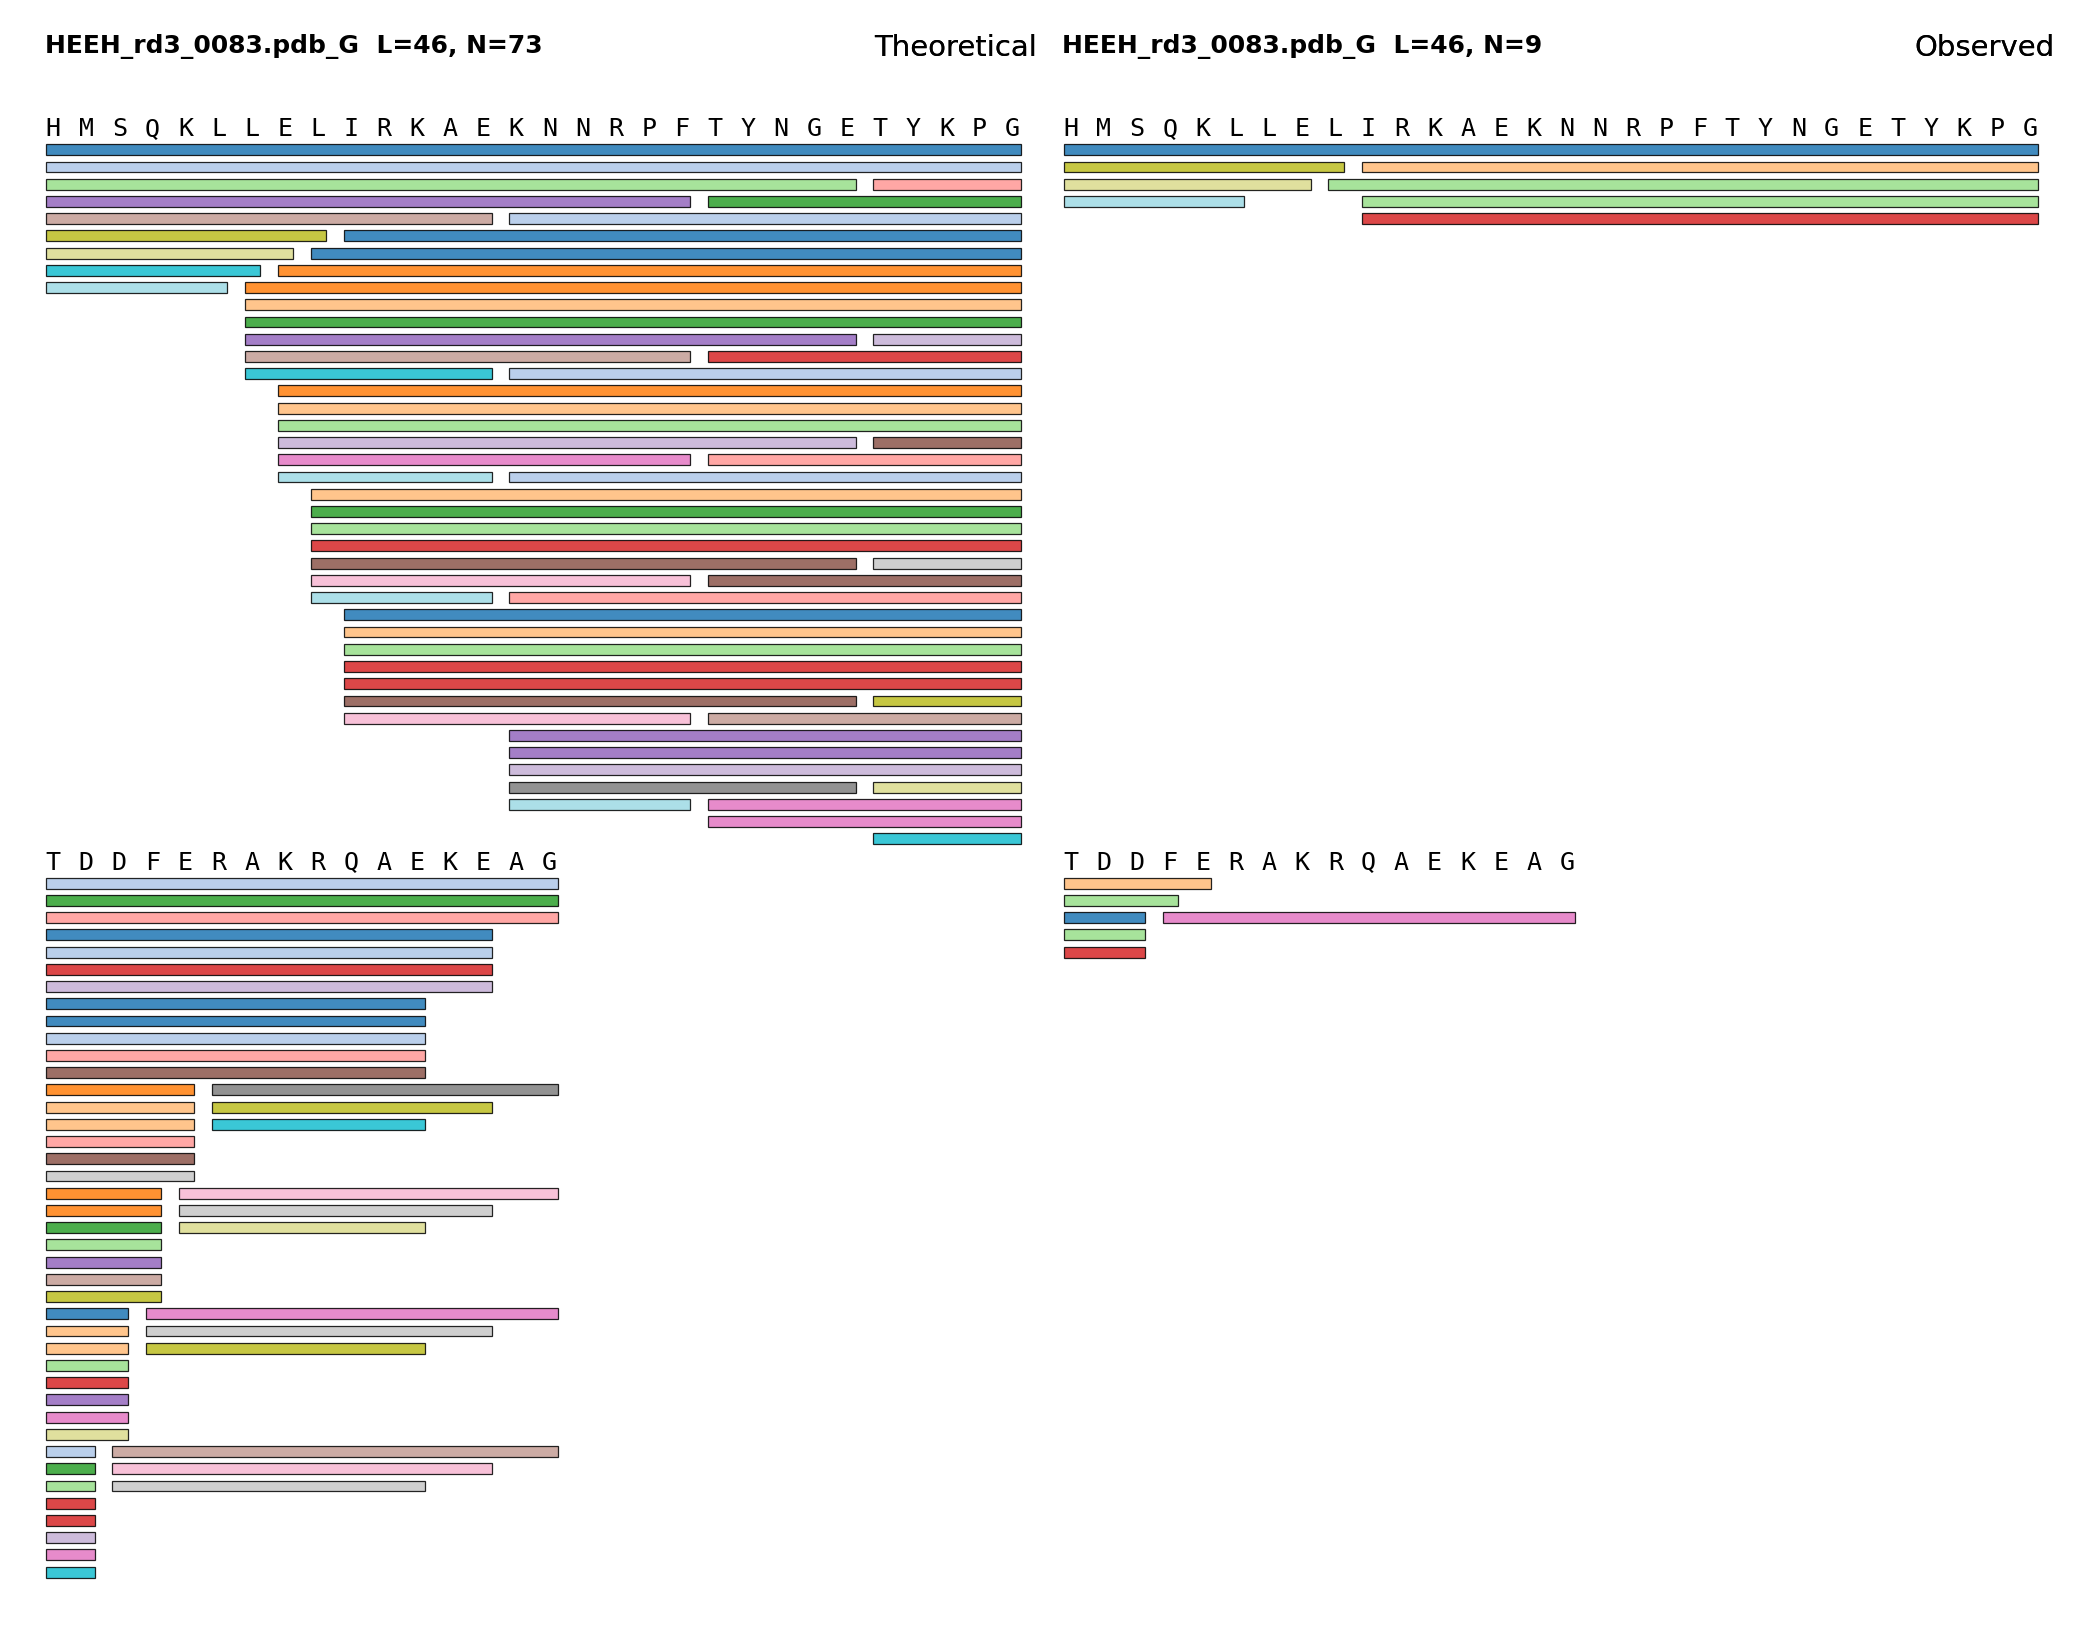 HEEH_rd3_0083.pdb_G L=46, N=73 Theoretical
HEEH_rd3_0083.pdb_G L=46, N=9 Observed
H M S Q K L L E L I R K A E K N N R P F T Y N G E T Y K P G
H M S Q K L L E L I R K A E K N N R P F T Y N G E T Y K P G
T D D F E R A K R Q A E K E A G
T D D F E R A K R Q A E K E A G